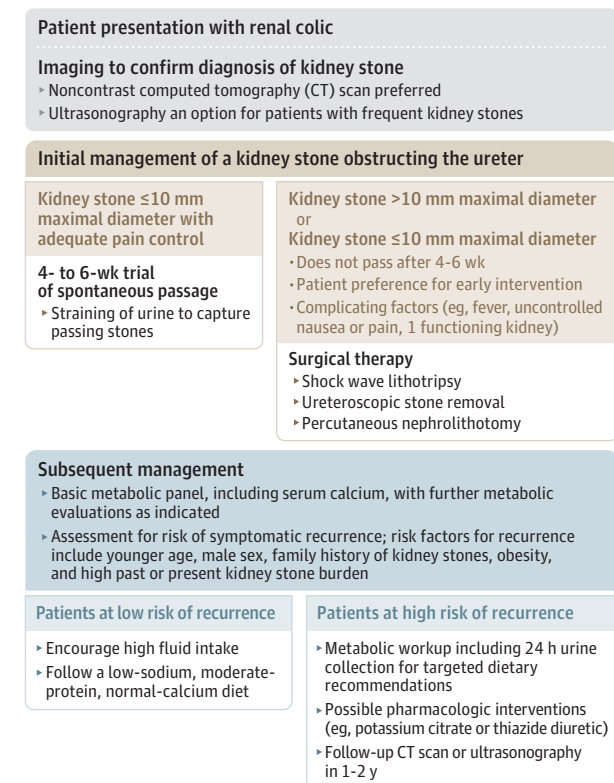 Patient presentation with renal colic
Imaging to confirm diagnosis of kidney stone
▸ Noncontrast computed tomography (CT) scan preferred
▸ Ultrasonography an option for patients with frequent kidney stones
Initial management of a kidney stone obstructing the ureter
Kidney stone ≤10 mm
maximal diameter with
adequate pain control
4- to 6-wk trial
of spontaneous passage
▸ Straining of urine to capture
passing stones
Kidney stone >10 mm maximal diameter
or
Kidney stone ≤10 mm maximal diameter
· Does not pass after 4-6 wk
· Patient preference for early intervention
· Complicating factors (eg, fever, uncontrolled
nausea or pain, 1 functioning kidney)
Surgical therapy
▸ Shock wave lithotripsy
▸ Ureteroscopic stone removal
▸ Percutaneous nephrolithotomy
Subsequent management
▸ Basic metabolic panel, including serum calcium, with further metabolic
evaluations as indicated
▸ Assessment for risk of symptomatic recurrence; risk factors for recurrence
include younger age, male sex, family history of kidney stones, obesity,
and high past or present kidney stone burden
Patients at low risk of recurrence
▸ Encourage high fluid intake
▸ Follow a low-sodium, moderate-
protein, normal-calcium diet
Patients at high risk of recurrence
▸ Metabolic workup including 24 h urine
collection for targeted dietary
recommendations
▸ Possible pharmacologic interventions
(eg, potassium citrate or thiazide diuretic)
▸ Follow-up CT scan or ultrasonography
in 1-2 y